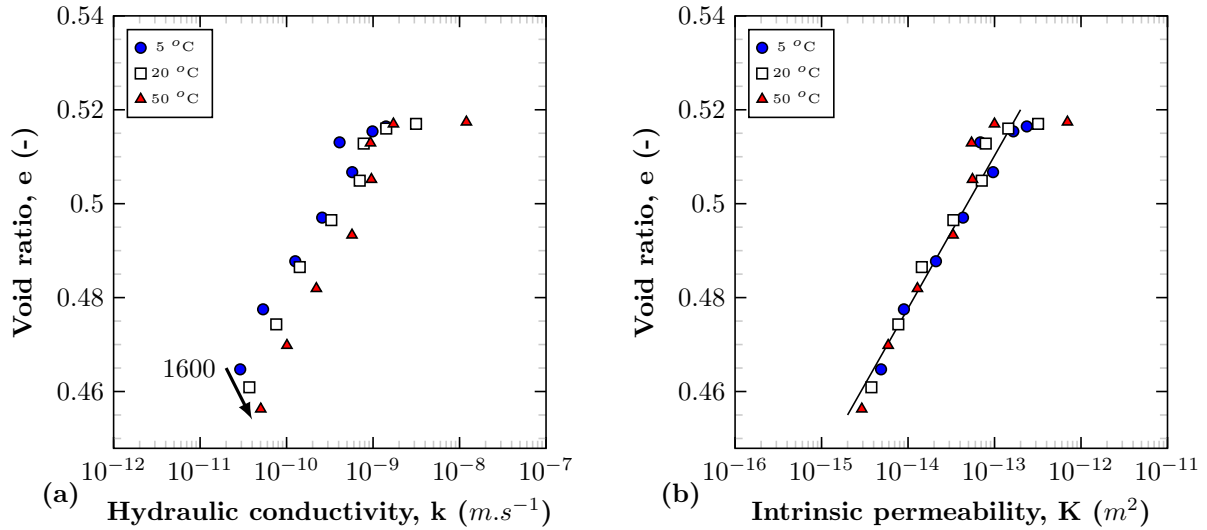 0.54
0.52
0.5
0.48
0.46
Void ratio, e (-)
5 °C
20 °C
50 °C
1600
10⁻¹² 10⁻¹¹ 10⁻¹⁰ 10⁻⁹ 10⁻⁸ 10⁻⁷
(a) Hydraulic conductivity, k (m.s⁻¹)
0.54
0.52
0.5
0.48
0.46
Void ratio, e (-)
5 °C
20 °C
50 °C
10⁻¹⁶ 10⁻¹⁵ 10⁻¹⁴ 10⁻¹³ 10⁻¹² 10⁻¹¹
(b) Intrinsic permeability, K (m²)